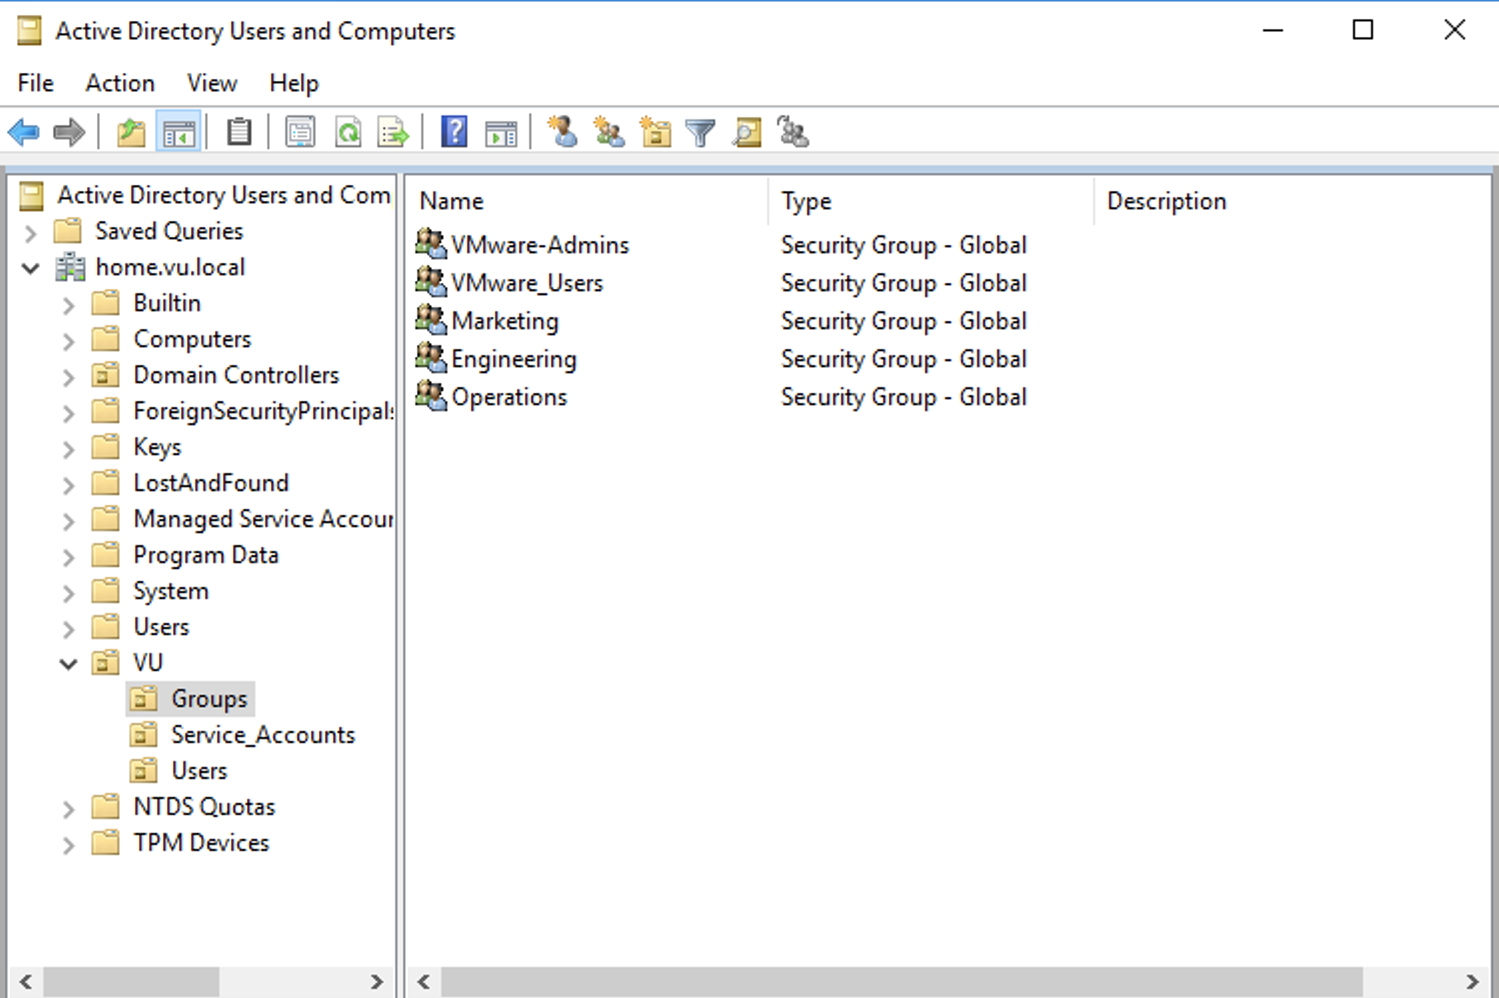 Active Directory Users and Computers
File Action View Help
Active Directory Users and Com
Saved Queries
home.vu.local
Builtin
Computers
Domain Controllers
ForeignSecurityPrincipals
Keys
LostAndFound
Managed Service Accour
Program Data
System
Users
VU
Groups
Service_Accounts
Users
NTDS Quotas
TPM Devices
Name Type Description
VMware-Admins Security Group - Global
VMware_Users Security Group - Global
Marketing Security Group - Global
Engineering Security Group - Global
Operations Security Group - Global